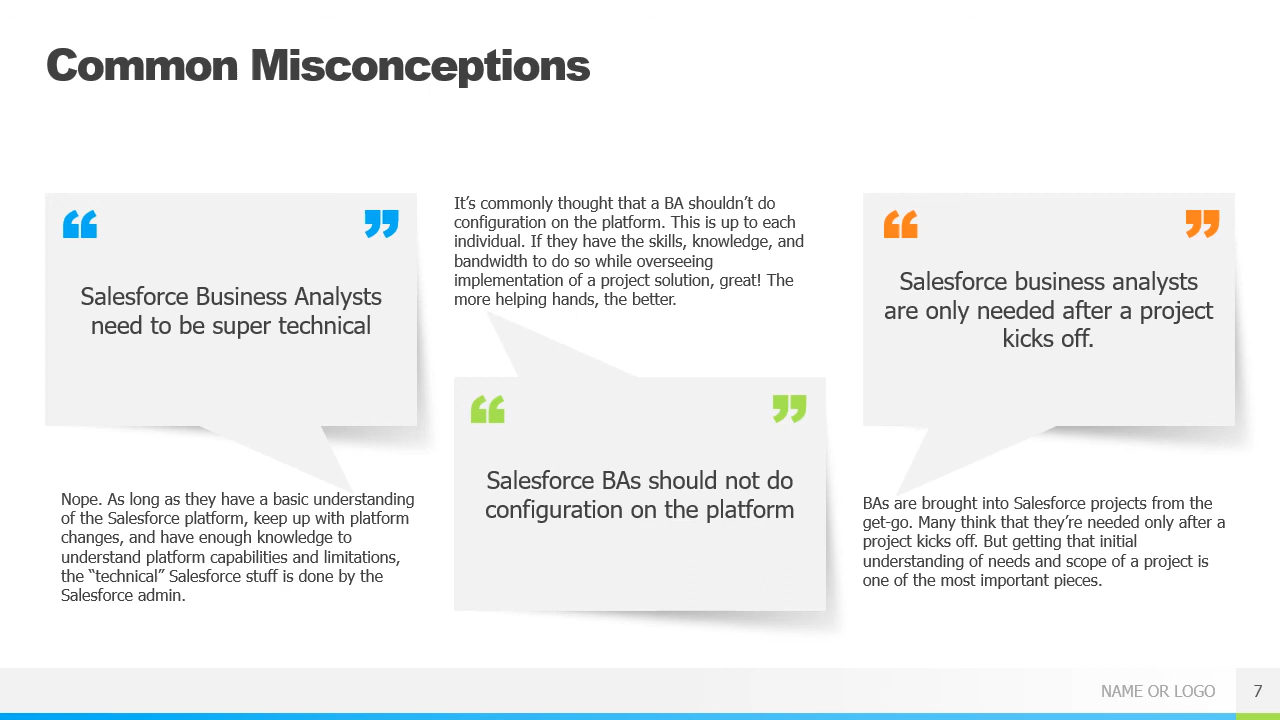 Common Misconceptions
Salesforce Business Analysts
need to be super technical
Nope. As long as they have a basic understanding
of the Salesforce platform, keep up with platform
changes, and have enough knowledge to
understand platform capabilities and limitations,
the “technical” Salesforce stuff is done by the
Salesforce admin.
It’s commonly thought that a BA shouldn’t do
configuration on the platform. This is up to each
individual. If they have the skills, knowledge, and
bandwidth to do so while overseeing
implementation of a project solution, great! The
more helping hands, the better.
Salesforce BAs should not do
configuration on the platform
Salesforce business analysts
are only needed after a project
kicks off.
BAs are brought into Salesforce projects from the
get-go. Many think that they’re needed only after a
project kicks off. But getting that initial
understanding of needs and scope of a project is
one of the most important pieces.
NAME OR LOGO
7